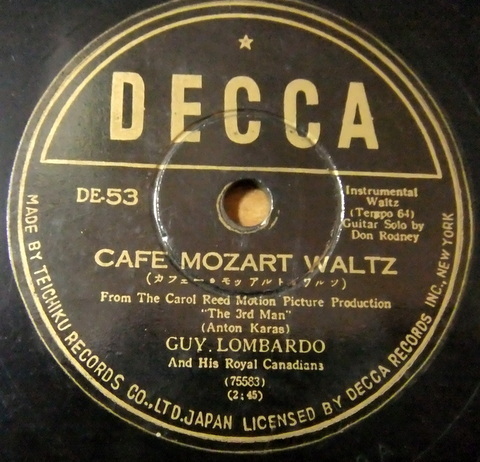 DECCA
DE-53
Instrumental
Waltz
(Tempo 64)
Guitar Solo by
Don Rodney
CAFE MOZART WALTZ
(カフェー・モツアルト・ワルツ)
From The Carol Reed Motion Picture Production
"The 3rd Man"
(Anton Karas)
GUY LOMBARDO
And His Royal Canadians
(75583)
(2:45)
MADE BY TEICHIKU RECORDS CO.,LTD.JAPAN LICENSED BY DECCA RECORDS INC., NEW YORK